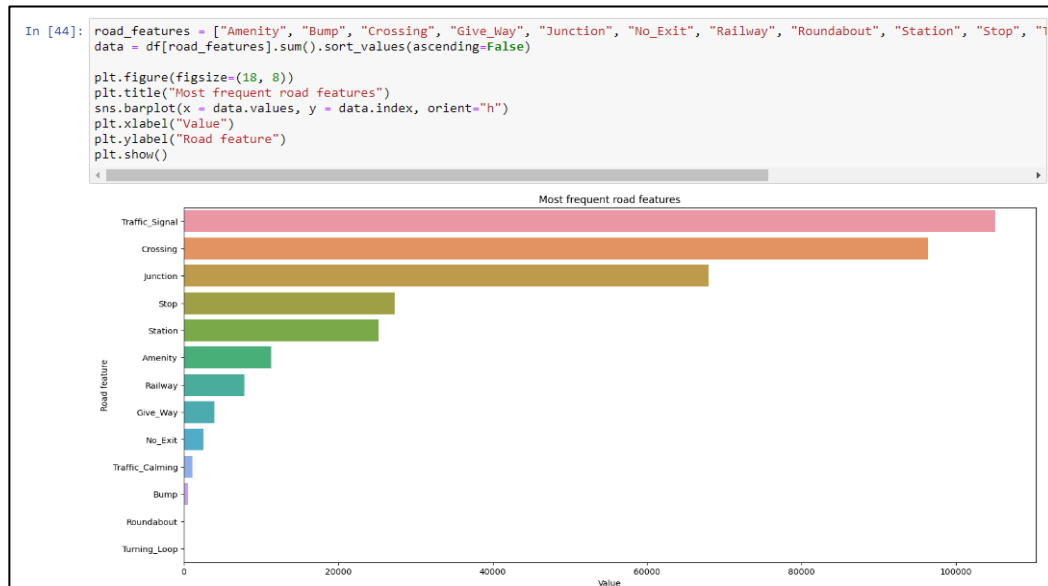 In [44]: road_features = ["Amenity", "Bump", "Crossing", "Give_Way", "Junction", "No_Exit", "Railway", "Roundabout", "Station", "Stop", "T
data = df[road_features].sum().sort_values(ascending=False)
plt.figure(figsize=(18, 8))
plt.title("Most frequent road features")
sns.barplot(x = data.values, y = data.index, orient="h")
plt.xlabel("Value")
plt.ylabel("Road feature")
plt.show()
Most frequent road features
Traffic_Signal
Crossing
Junction
Stop
Station
Amenity
Railway
Give_Way
No_Exit
Traffic_Calming
Bump
Roundabout
Turning_Loop
Road feature
0 20000 40000 60000 80000 100000
Value